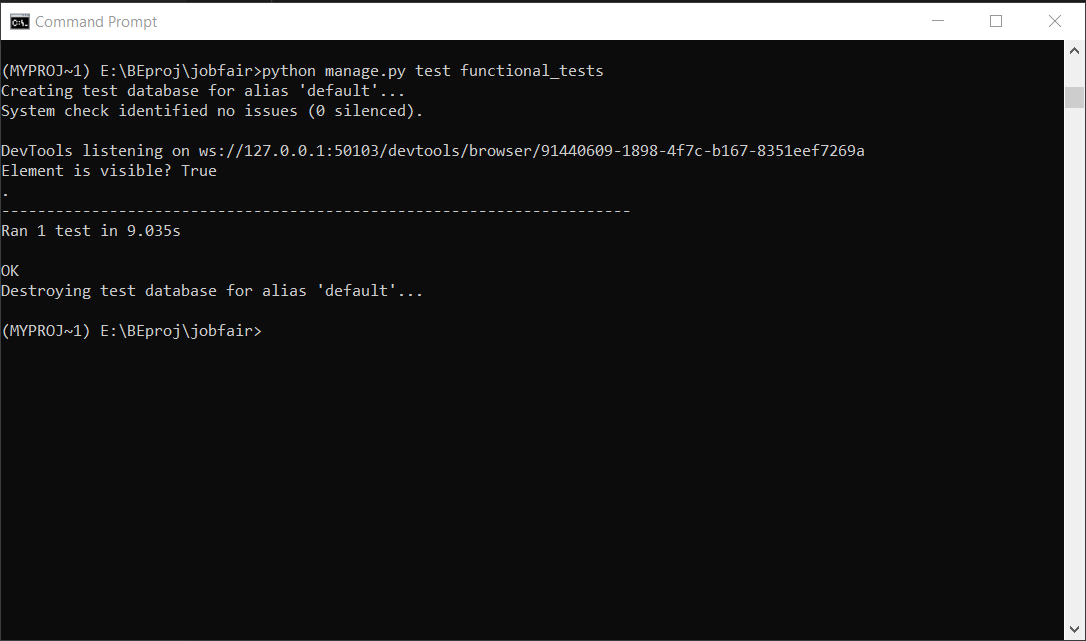 Command Prompt
(MYPROJ~1) E:\BEproj\jobfair>python manage.py test functional_tests
Creating test database for alias 'default'...
System check identified no issues (0 silenced).
DevTools listening on ws://127.0.0.1:50103/devtools/browser/91440609-1898-4f7c-b167-8351eef7269a
Element is visible? True
.
----------------------------------------------------------------------
Ran 1 test in 9.035s
OK
Destroying test database for alias 'default'...
(MYPROJ~1) E:\BEproj\jobfair>